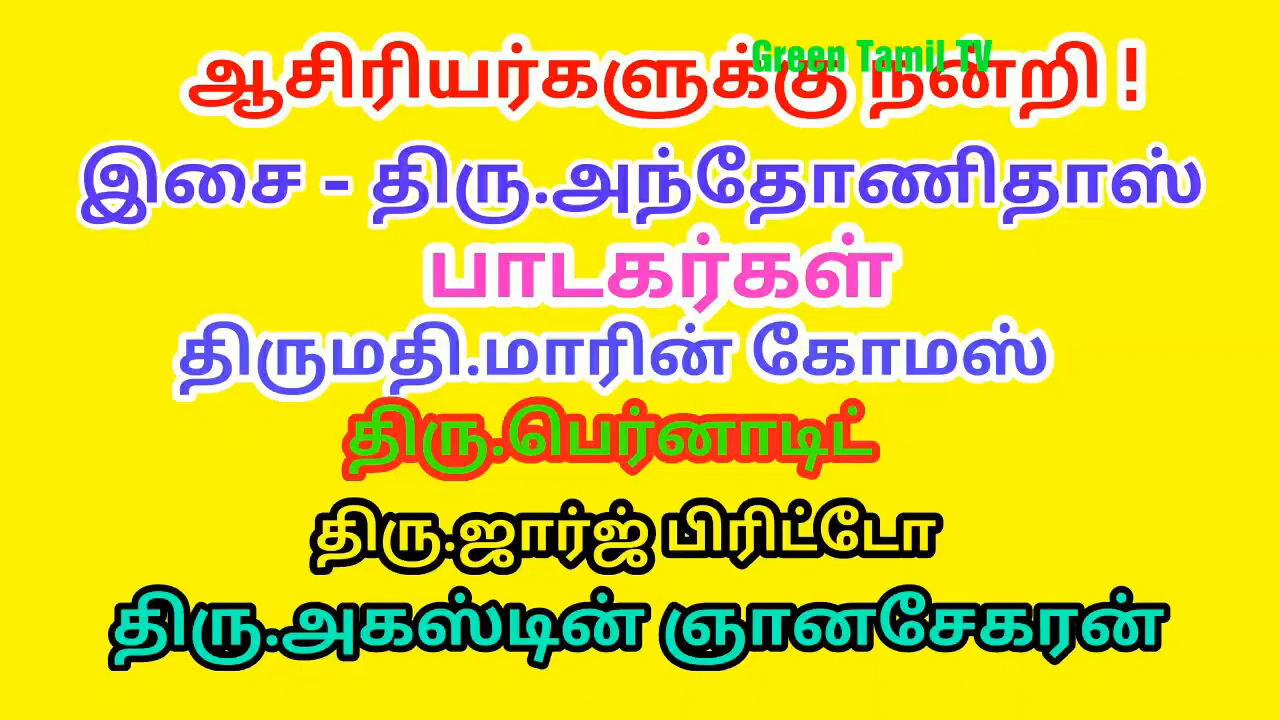 Green Tamil TV
ஆசிரியர்களுக்கு நன்றி !
இசை - திரு.அந்தோணிதாஸ்
பாடகர்கள்
திருமதி.மாரின் கோமஸ்
திரு.பெர்னாடிட்
திரு.ஜார்ஜ் பிரிட்டோ
திரு.அகஸ்டின் ஞானசேகரன்